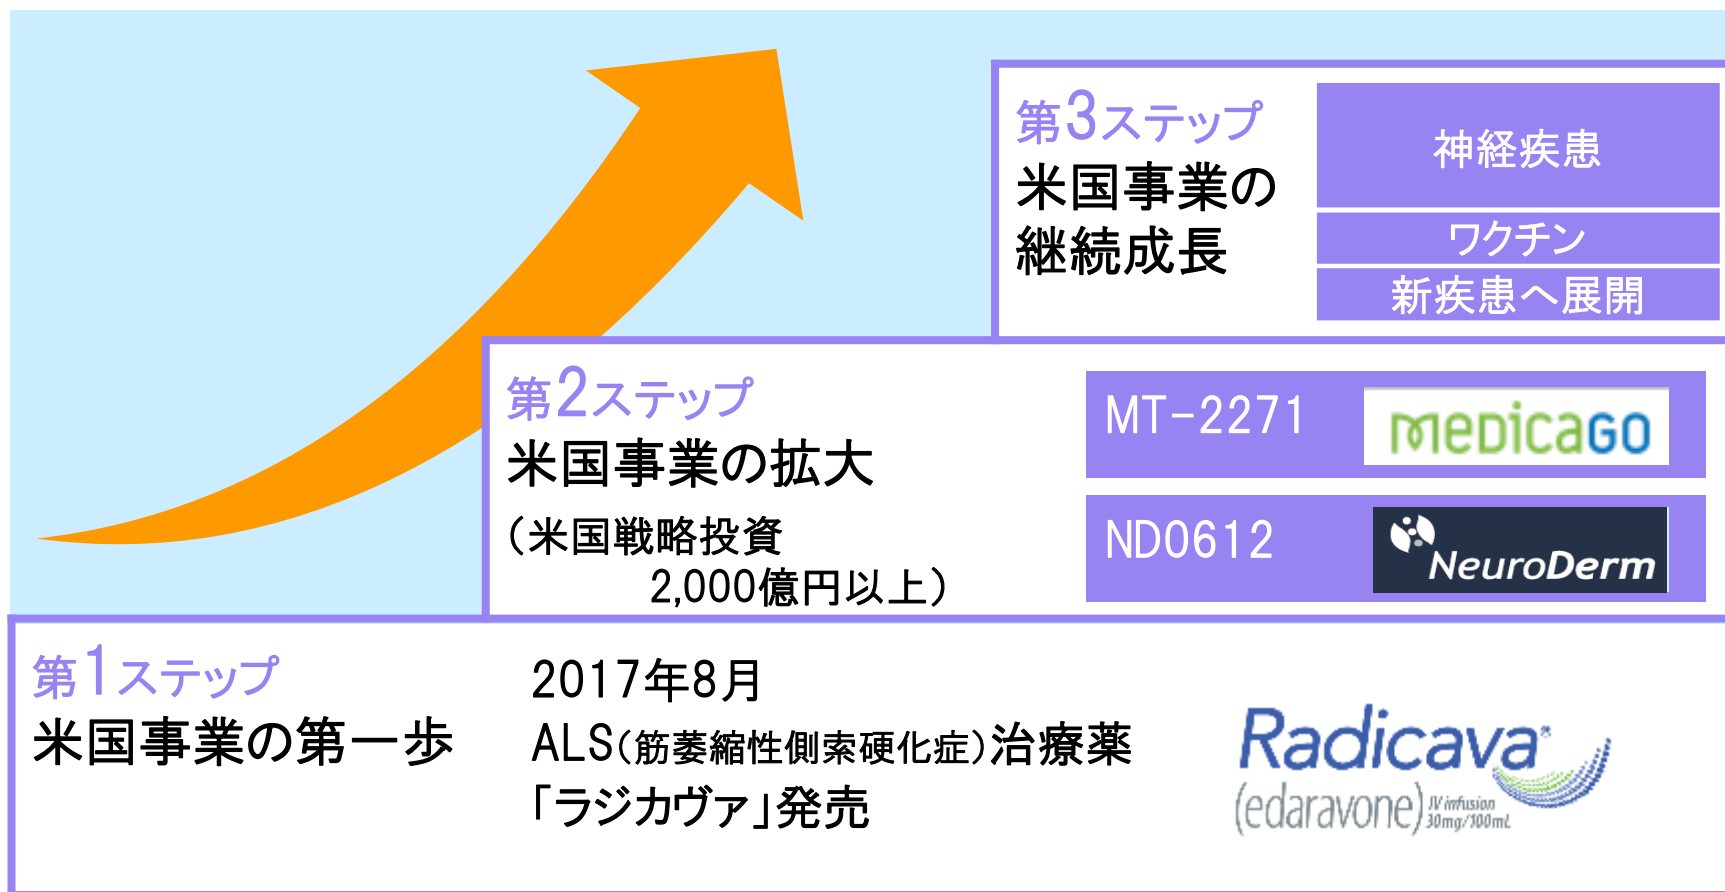 第3ステップ
米国事業の
継続成長
神経疾患
ワクチン
新疾患へ展開
第2ステップ
米国事業の拡大
（米国戦略投資
2,000億円以上）
MT-2271
medicago
ND0612
NeuroDerm
第1ステップ
米国事業の第一歩
2017年8月
ALS（筋萎縮性側索硬化症）治療薬
「ラジカヴァ」発売
Radicava®
(edaravone) IV infusion
30mg/100mL